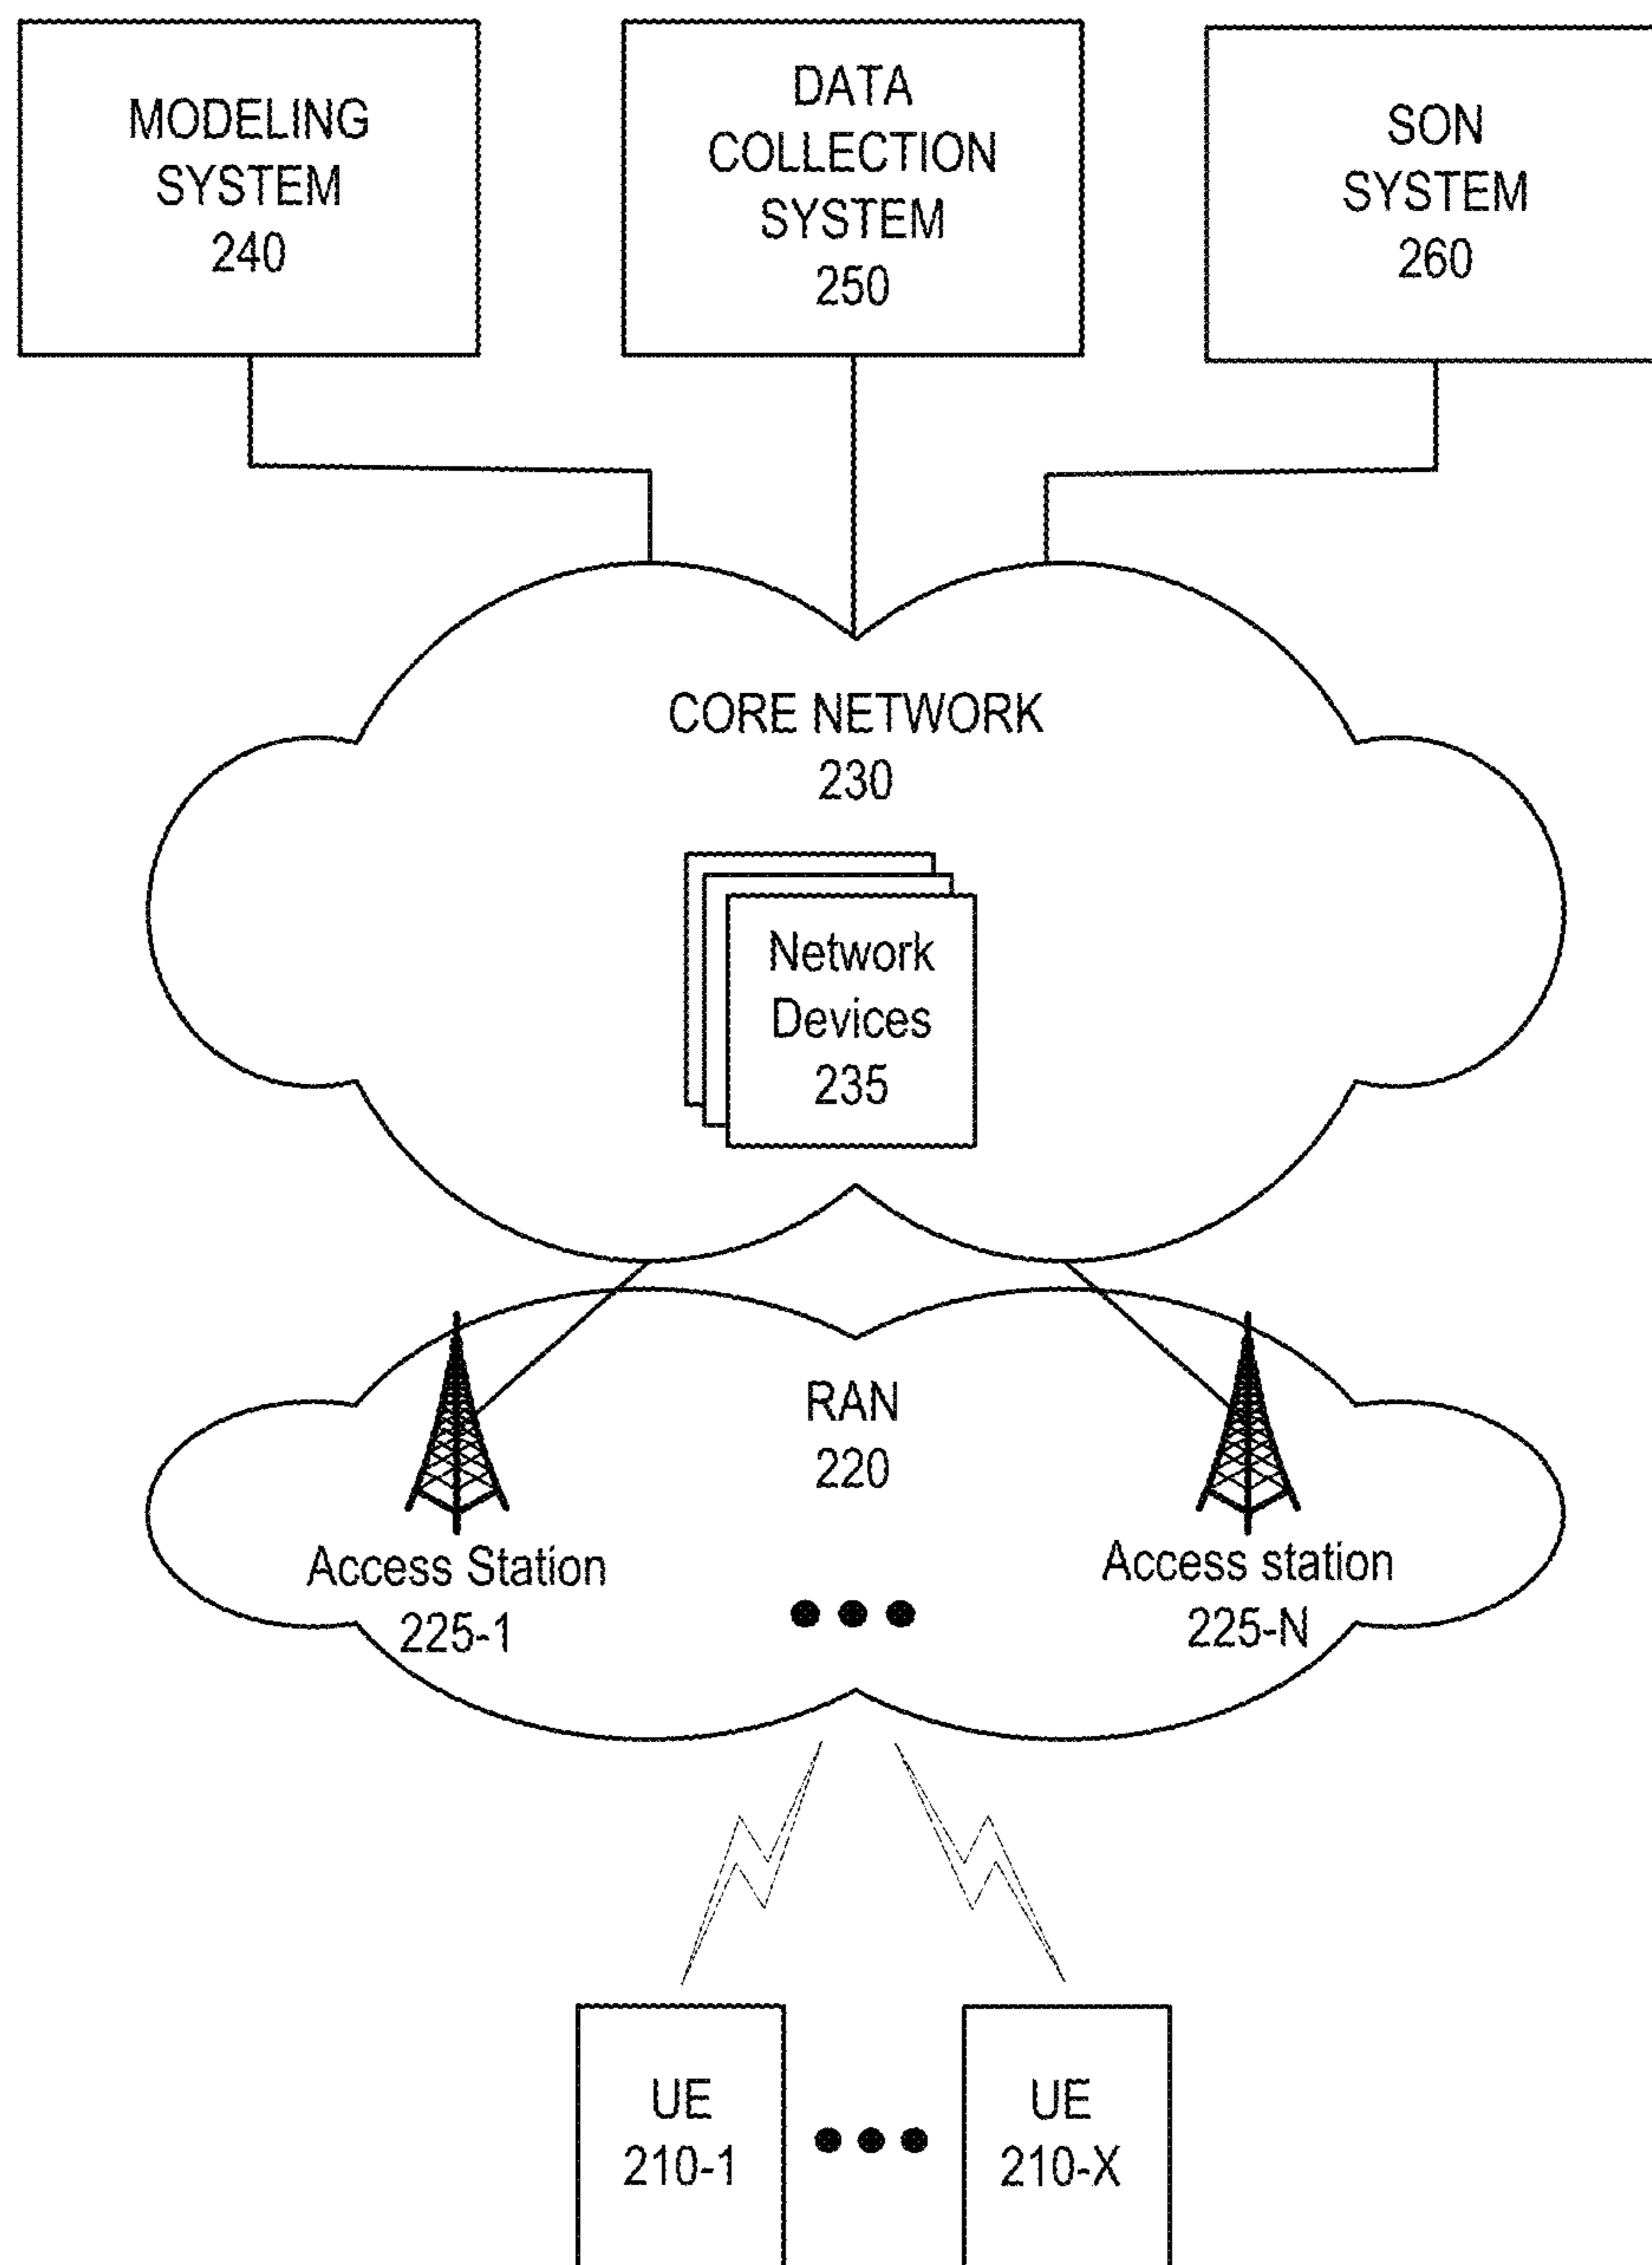 MODELING
SYSTEM
240
DATA
COLLECTION
SYSTEM
250
SON
SYSTEM
260
CORE NETWORK
230
Network
Devices
235
RAN
220
Access Station
225-1
Access station
225-N
UE
210-1
UE
210-X